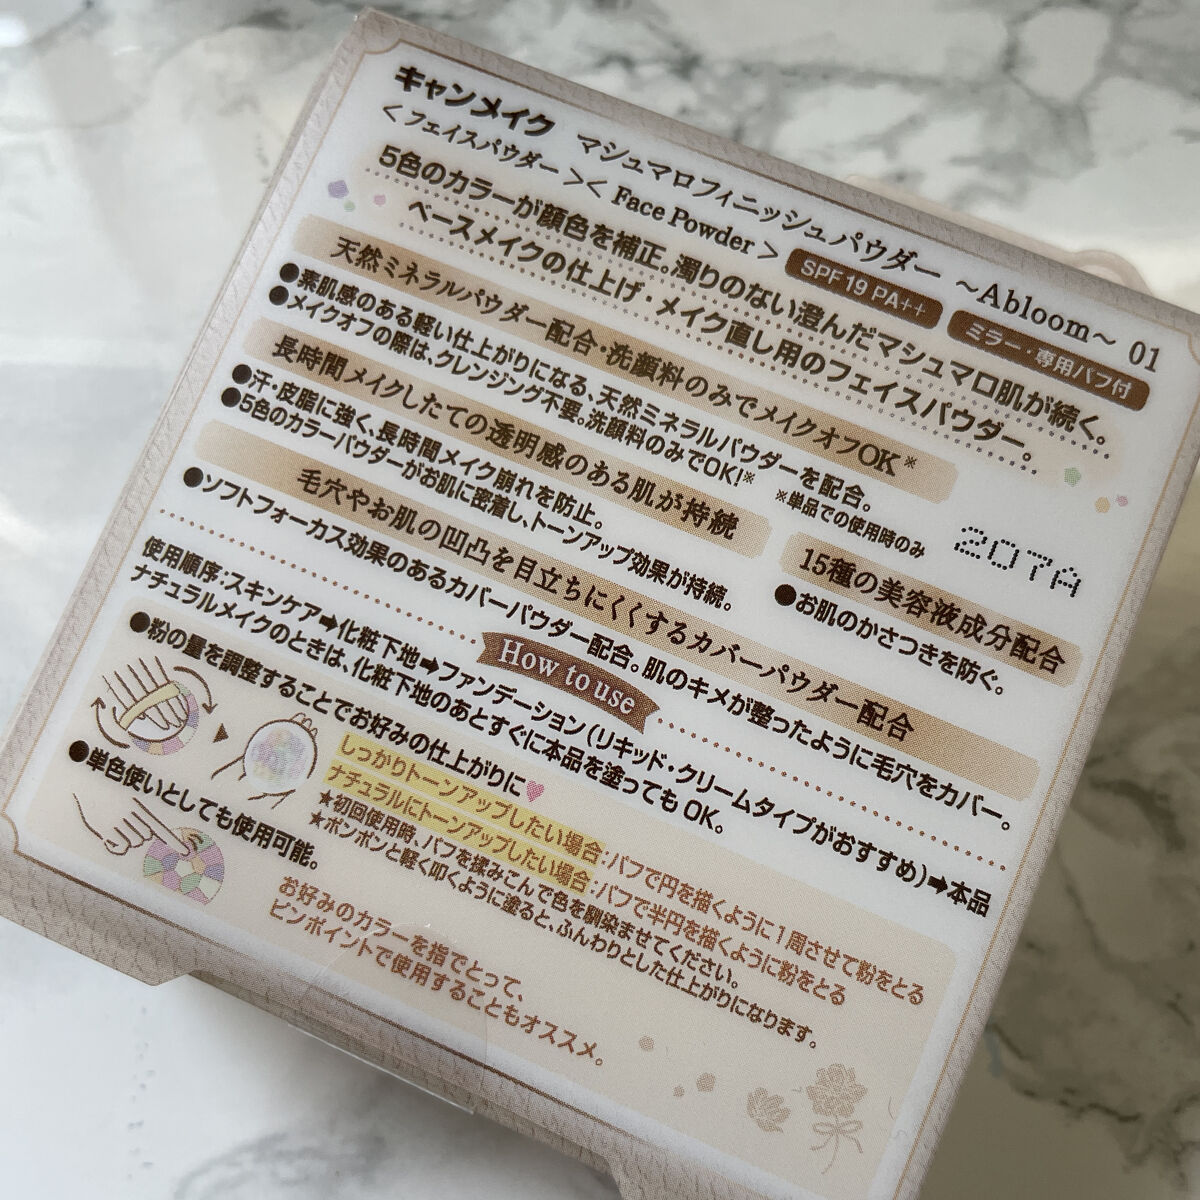 キャンメイク マシュマロフィニッシュパウダー ～Abloom～ 01
＜フェイスパウダー＞＜Face Powder＞ SPF19 PA++ ミラー・専用パフ付
5色のカラーが顔色を補正。濁りのない澄んだマシュマロ肌が続く。
ベースメイクの仕上げ・メイク直し用のフェイスパウダー。
天然ミネラルパウダー配合・洗顔料のみでメイクオフOK※
●素肌感のある軽い仕上がりになる、天然ミネラルパウダーを配合。
●メイクオフの際は、クレンジング不要。洗顔料のみでOK!※ ※単品での使用時のみ
長時間メイクしたての透明感のある肌が持続
●汗・皮脂に強く、長時間メイク崩れを防止。
●5色のカラーパウダーがお肌に密着し、トーンアップ効果が持続。
207A
15種の美容液成分配合
●お肌のかさつきを防ぐ。
毛穴やお肌の凹凸を目立ちにくくするカバーパウダー配合
●ソフトフォーカス効果のあるカバーパウダー配合。肌のキメが整ったように毛穴をカバー。
How to use
使用順序:スキンケア➡化粧下地➡ファンデーション(リキッド・クリームタイプがおすすめ)➡本品
ナチュラルメイクのときは、化粧下地のあとすぐに本品を塗ってもOK。
●粉の量を調整することでお好みの仕上がりに♥
しっかりトーンアップしたい場合:パフで円を描くように1周させて粉をとる
ナチュラルにトーンアップしたい場合:パフで半円を描くように粉をとる
★初回使用時、パフを揉みこんで色を馴染ませてください。
★ポンポンと軽く叩くように塗ると、ふんわりとした仕上がりになります。
●単色使いとしても使用可能。
お好みのカラーを指でとって、
ピンポイントで使用することもオススメ。